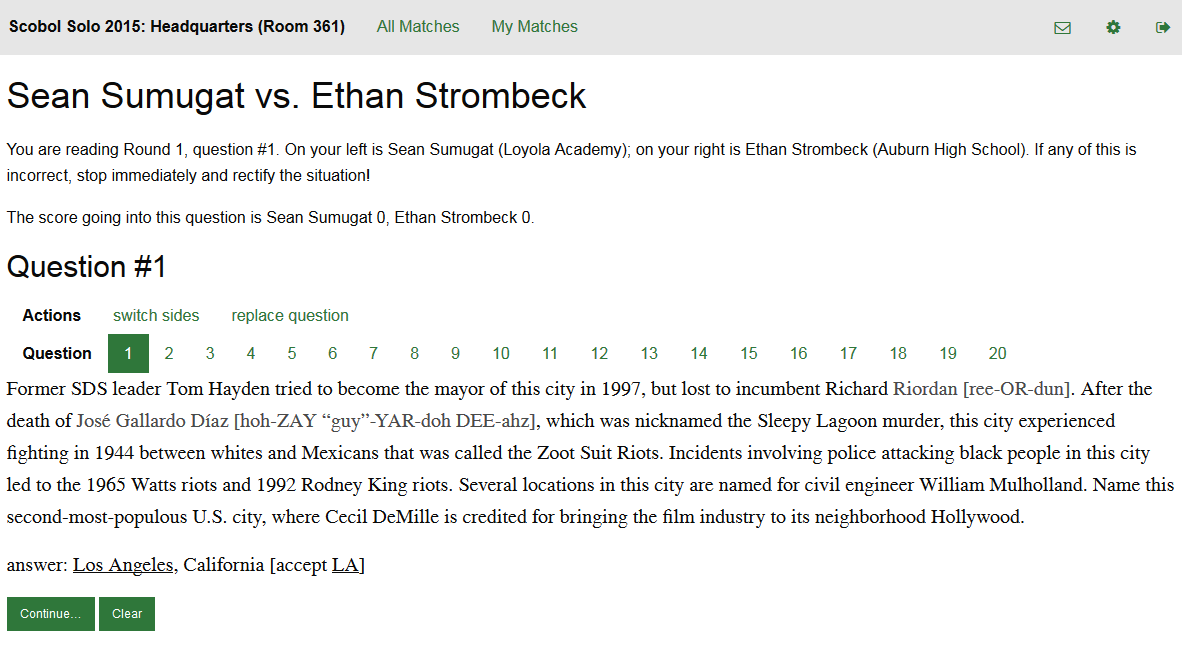 Scobol Solo 2015: Headquarters (Room 361) All Matches My Matches
Sean Sumugat vs. Ethan Strombeck
You are reading Round 1, question #1. On your left is Sean Sumugat (Loyola Academy); on your right is Ethan Strombeck (Auburn High School). If any of this is
incorrect, stop immediately and rectify the situation!
The score going into this question is Sean Sumugat 0, Ethan Strombeck 0.
Question #1
Actions switch sides replace question
Question 1 2 3 4 5 6 7 8 9 10 11 12 13 14 15 16 17 18 19 20
Former SDS leader Tom Hayden tried to become the mayor of this city in 1997, but lost to incumbent Richard Riordan [ree-OR-dun]. After the
death of José Gallardo Díaz [hoh-ZAY “guy”-YAR-doh DEE-ahz], which was nicknamed the Sleepy Lagoon murder, this city experienced
fighting in 1944 between whites and Mexicans that was called the Zoot Suit Riots. Incidents involving police attacking black people in this city
led to the 1965 Watts riots and 1992 Rodney King riots. Several locations in this city are named for civil engineer William Mulholland. Name this
second-most-populous U.S. city, where Cecil DeMille is credited for bringing the film industry to its neighborhood Hollywood.
answer: Los Angeles, California [accept LA]
Continue... Clear